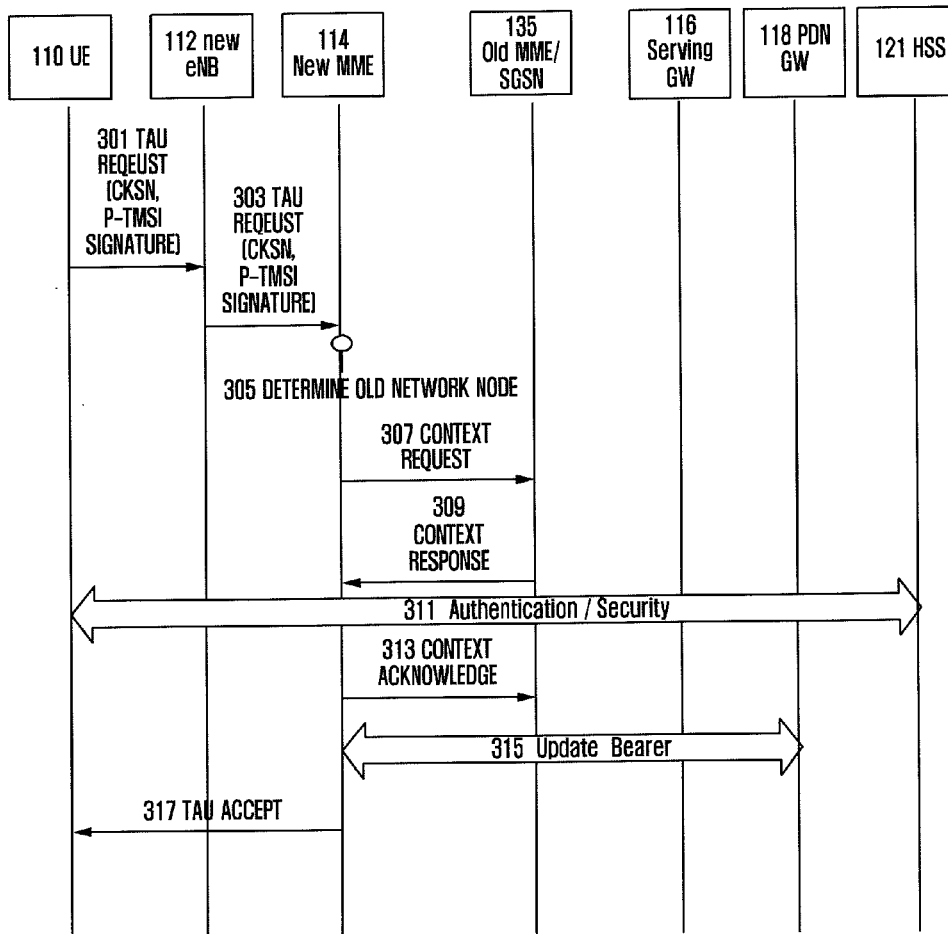 110 UE
112 new
eNB
114
New MME
135
Old MME/
SGSN
116
Serving
GW
118 PDN
GW
121 HSS
301 TAU
REQEUST
(CKSN,
P-TMSI
SIGNATURE)
303 TAU
REQEUST
(CKSN,
P-TMSI
SIGNATURE)
305 DETERMINE OLD NETWORK NODE
307 CONTEXT
REQUEST
309
CONTEXT
RESPONSE
311 Authentication / Security
313 CONTEXT
ACKNOWLEDGE
315 Update Bearer
317 TAU ACCEPT